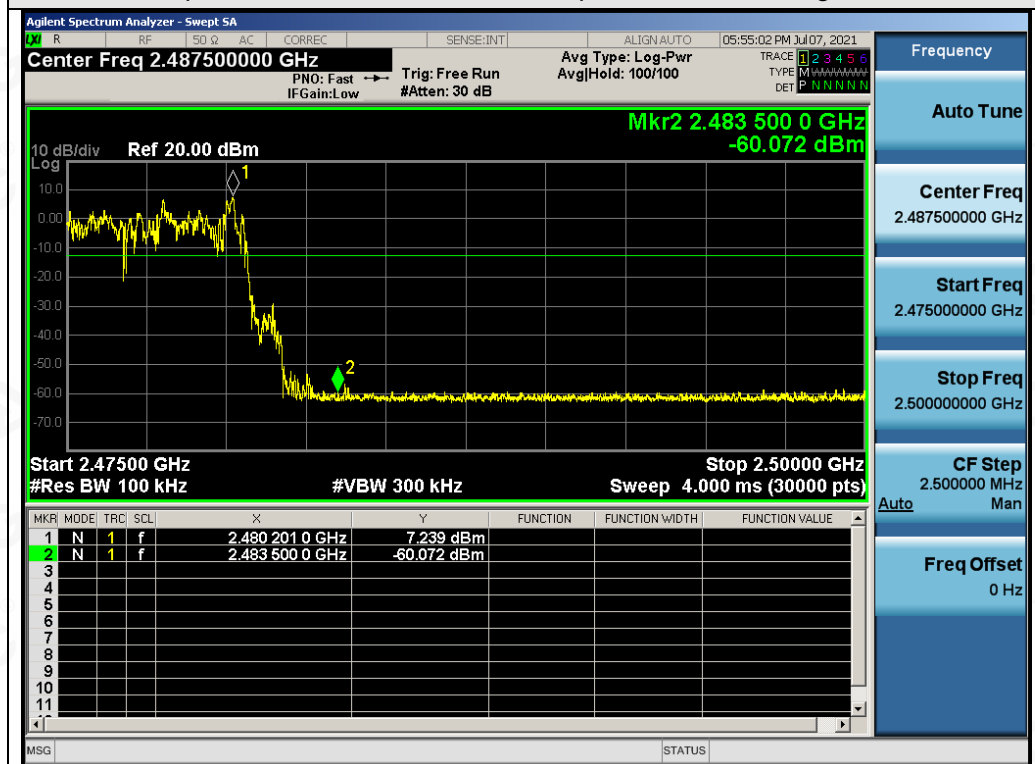 Agilent Spectrum Analyzer - Swept SA
LXI R RF 50 Ω AC CORREC SENSE:INT ALIGN AUTO 05:55:02 PM Jul 07, 2021
Center Freq 2.487500000 GHz
PNO: Fast
IFGain:Low
Trig: Free Run
#Atten: 30 dB
Avg Type: Log-Pwr
Avg|Hold: 100/100
TRACE 1 2 3 4 5 6
TYPE M
DET P N N N N N
Mkr2 2.483 500 0 GHz
-60.072 dBm
10 dB/div Ref 20.00 dBm
Log
1
10.0
0.00
-10.0
-20.0
-30.0
-40.0
-50.0
2
-60.0
-70.0
Start 2.47500 GHz Stop 2.50000 GHz
#Res BW 100 kHz #VBW 300 kHz Sweep 4.000 ms (30000 pts)
MKR MODE TRC SCL X Y FUNCTION FUNCTION WIDTH FUNCTION VALUE
1 N 1 f 2.480 201 0 GHz 7.239 dBm
2 N 1 f 2.483 500 0 GHz -60.072 dBm
3
4
5
6
7
8
9
10
11
MSG STATUS
Frequency
Auto Tune
Center Freq
2.487500000 GHz
Start Freq
2.475000000 GHz
Stop Freq
2.500000000 GHz
CF Step
2.500000 MHz
Auto Man
Freq Offset
0 Hz